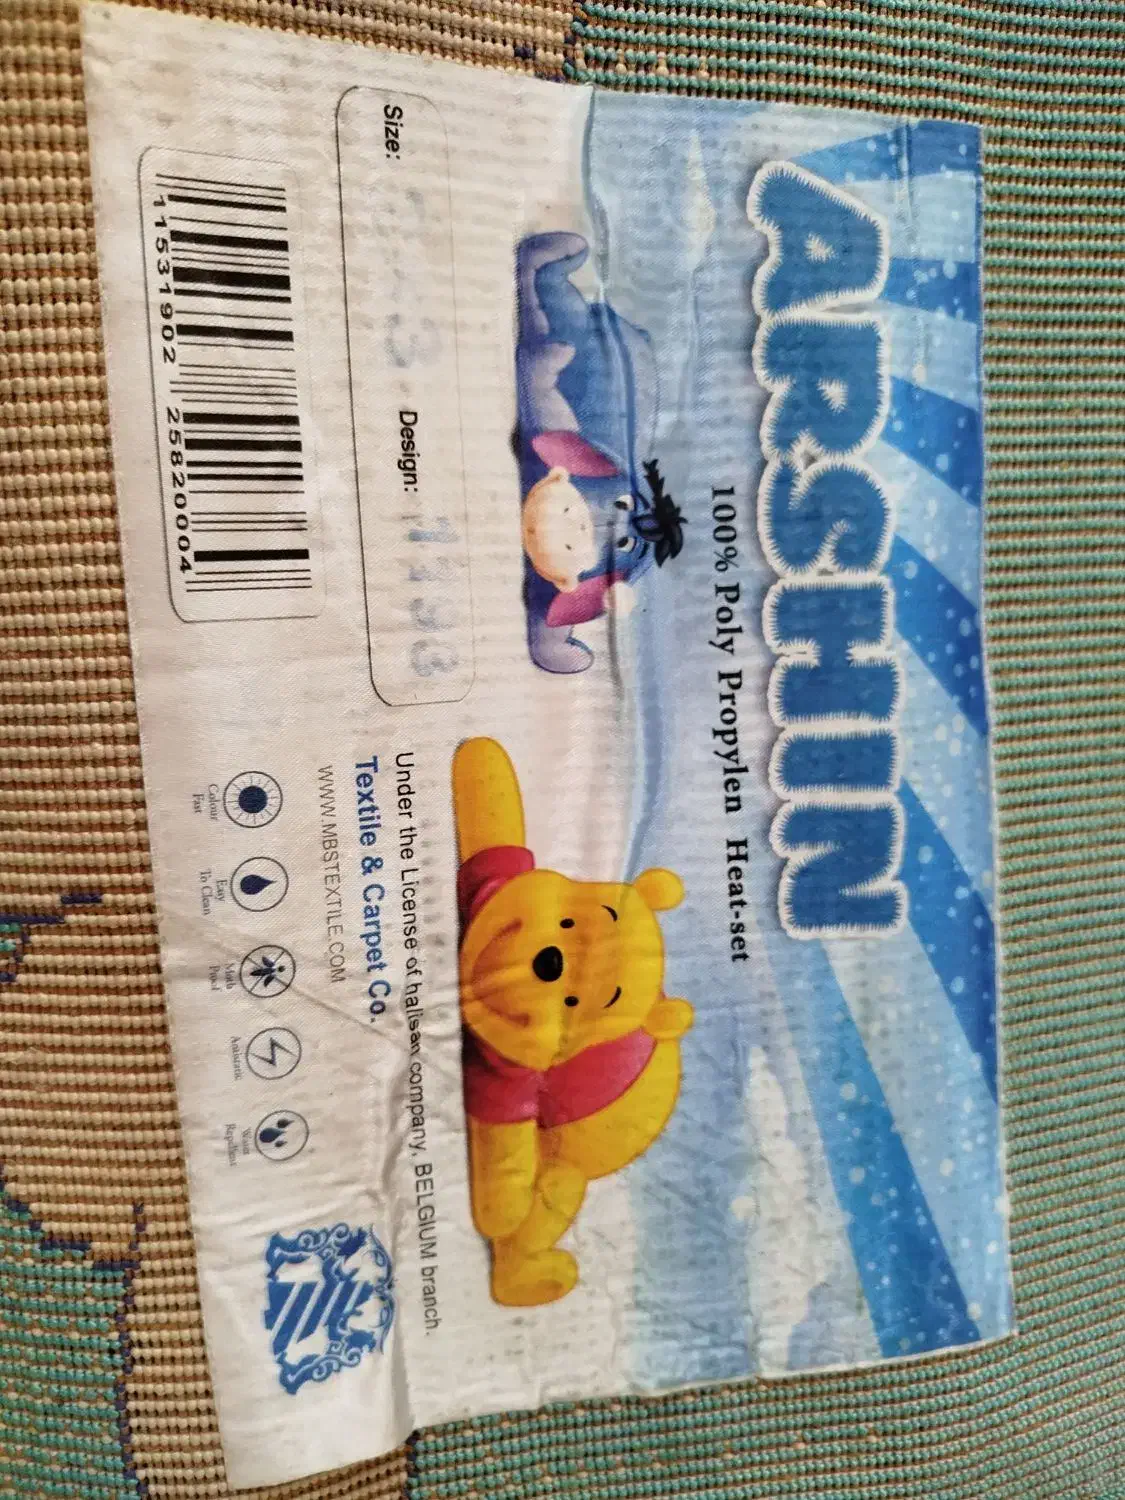 ARSHIN
100% Poly Propylen Heat-set
Size:
Design:
11531902 25820004
Under the License of halisan company. BELGIUM branch.
Textile & Carpet Co.
WWW.MBSTEXTILE.COM
Colour
Fast
Easy
To Clean
Moth
Proof
Antistatic
Water
Repellent